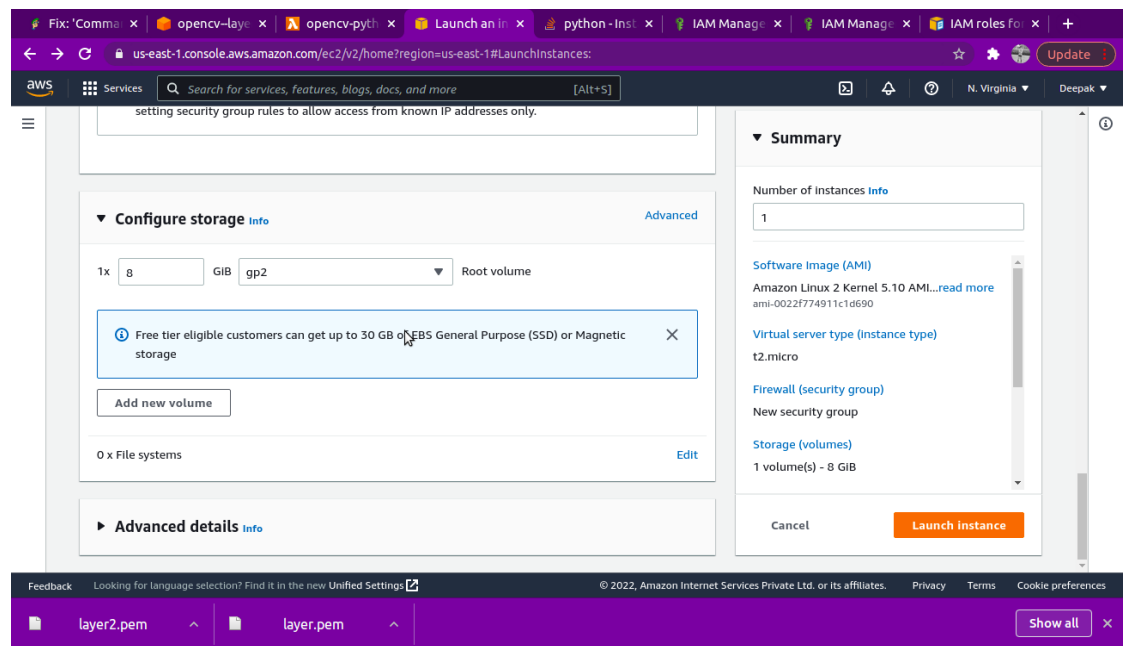 Fix: 'Comma
opencv--laye
opencv-pyth
Launch an in
python - Inst
IAM Manage
IAM Manage
IAM roles fo
us-east-1.console.aws.amazon.com/ec2/v2/home?region=us-east-1#LaunchInstances:
Update
aws
Services
Search for services, features, blogs, docs, and more
[Alt+S]
N. Virginia
Deepak
setting security group rules to allow access from known IP addresses only.
Configure storage Info
Advanced
1x 8 GiB gp2 Root volume
Free tier eligible customers can get up to 30 GB of EBS General Purpose (SSD) or Magnetic
storage
Add new volume
0 x File systems
Edit
Advanced details Info
Summary
Number of instances Info
1
Software Image (AMI)
Amazon Linux 2 Kernel 5.10 AMI...read more
ami-0022f774911c1d690
Virtual server type (instance type)
t2.micro
Firewall (security group)
New security group
Storage (volumes)
1 volume(s) - 8 GiB
Cancel
Launch instance
Feedback
Looking for language selection? Find it in the new Unified Settings
© 2022, Amazon Internet Services Private Ltd. or its affiliates.
Privacy
Terms
Cookie preferences
layer2.pem
layer.pem
Show all